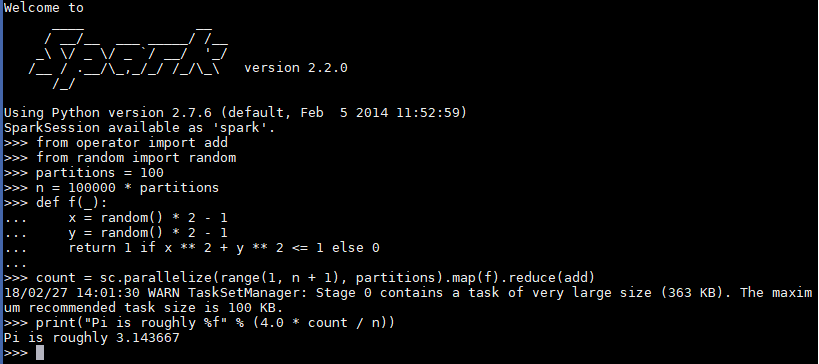 Welcome to
      ____              __
     / __/__  ___ _____/ /__
    _\ \/ _ \/ _ `/ __/  '_/
   /__ / .__/\_,_/_/ /_/\_\   version 2.2.0
      /_/
Using Python version 2.7.6 (default, Feb  5 2014 11:52:59)
SparkSession available as 'spark'.
>>> from operator import add
>>> from random import random
>>> partitions = 100
>>> n = 100000 * partitions
>>> def f(_):
...     x = random() * 2 - 1
...     y = random() * 2 - 1
...     return 1 if x ** 2 + y ** 2 <= 1 else 0
...
>>> count = sc.parallelize(range(1, n + 1), partitions).map(f).reduce(add)
18/02/27 14:01:30 WARN TaskSetManager: Stage 0 contains a task of very large size (363 KB). The maxim
um recommended task size is 100 KB.
>>> print("Pi is roughly %f" % (4.0 * count / n))
Pi is roughly 3.143667
>>>